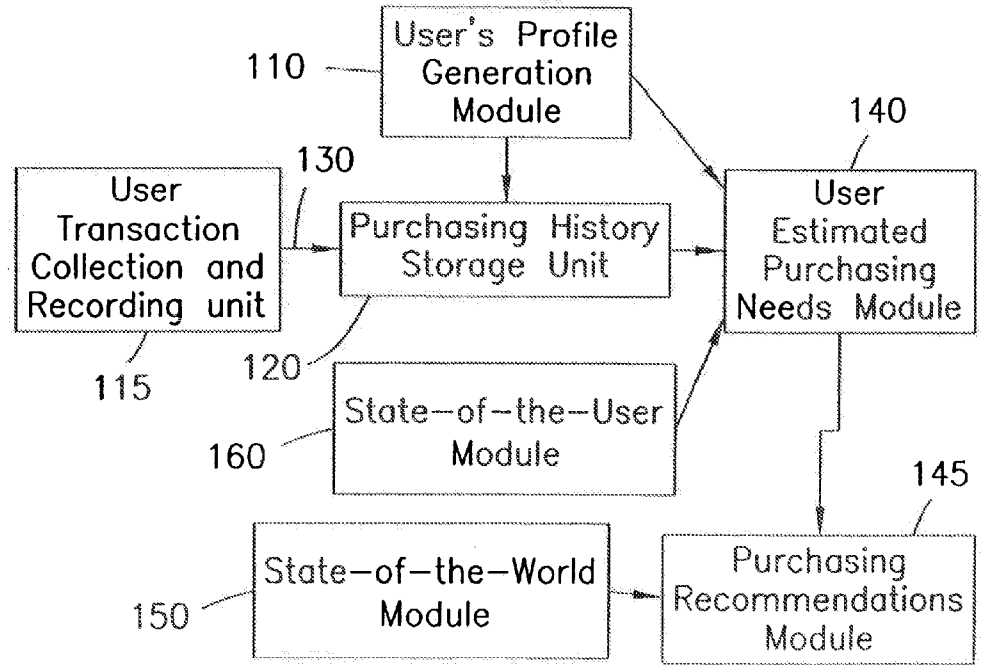 User's Profile
Generation
Module
110
140
130
User
Transaction
Collection and
Recording unit
115
Purchasing History
Storage Unit
120
User
Estimated
Purchasing
Needs Module
State-of-the-User
Module
160
145
State-of-the-World
Module
150
Purchasing
Recommendations
Module